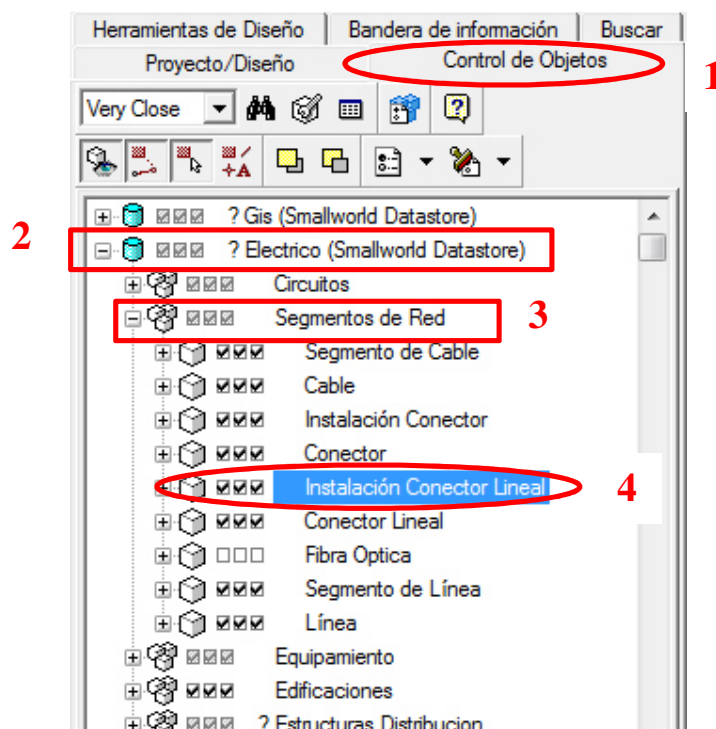 Herramientas de Diseño Bandera de información Buscar
Proyecto/Diseño Control de Objetos 1
Very Close
2 ? Gis (Smallworld Datastore)
? Electrico (Smallworld Datastore)
Circuitos
Segmentos de Red 3
Segmento de Cable
Cable
Instalación Conector
Conector
Instalación Conector Lineal 4
Conector Lineal
Fibra Optica
Segmento de Línea
Línea
Equipamiento
Edificaciones
? Estructuras Distribucion